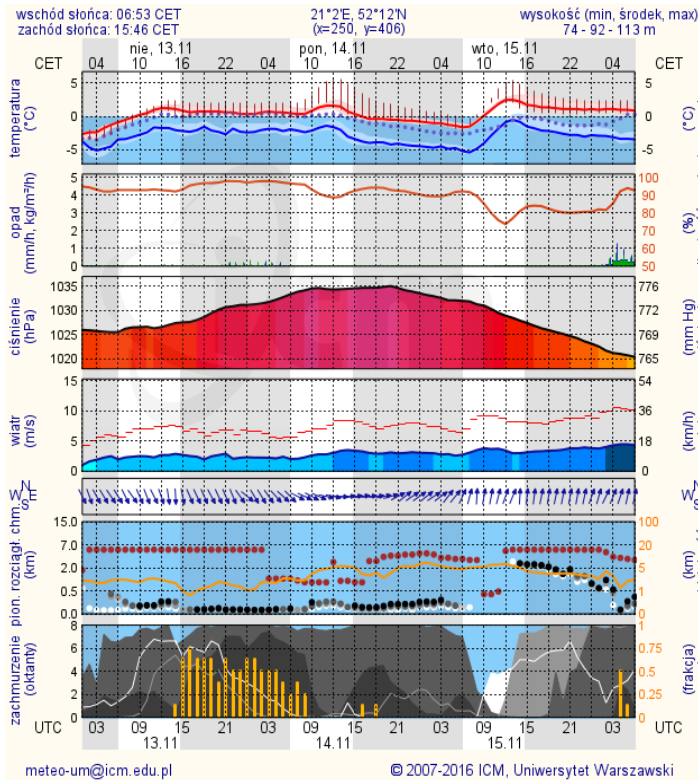 wschód słońca: 06:53 CET 21°2'E, 52°12'N wysokość (min, środek, max)
zachód słońca: 15:46 CET (x=250, y=406) 74 - 92 - 113 m
nie, 13.11 pon, 14.11 wto, 15.11
CET 04 10 16 22 04 10 16 22 04 10 16 22 04 CET
temperatura (°C) 5 0 -5 5 0 -5 (°C)
opad (mm/h, kg/m²/h) 5 4 3 2 1 0 100 90 80 70 60 50 (%)
ciśnienie (hPa) 1035 1030 1025 1020 776 772 769 765 (mm Hg)
wiatr (m/s) 15 10 5 0 54 36 18 0 (km/h)
N W E S N W E S
pion. rozciągł. chm. (km) 15.0 7.0 2.0 0.5 0.0 100 20 5 1 0 (km)
zachmurzenie (oktanty) 8 6 4 2 0 1 0.75 0.5 0.25 0 (frakcja)
UTC 03 09 15 21 03 09 15 21 03 09 15 21 03 UTC
13.11 14.11 15.11
meteo-um@icm.edu.pl © 2007-2016 ICM, Uniwersytet Warszawski